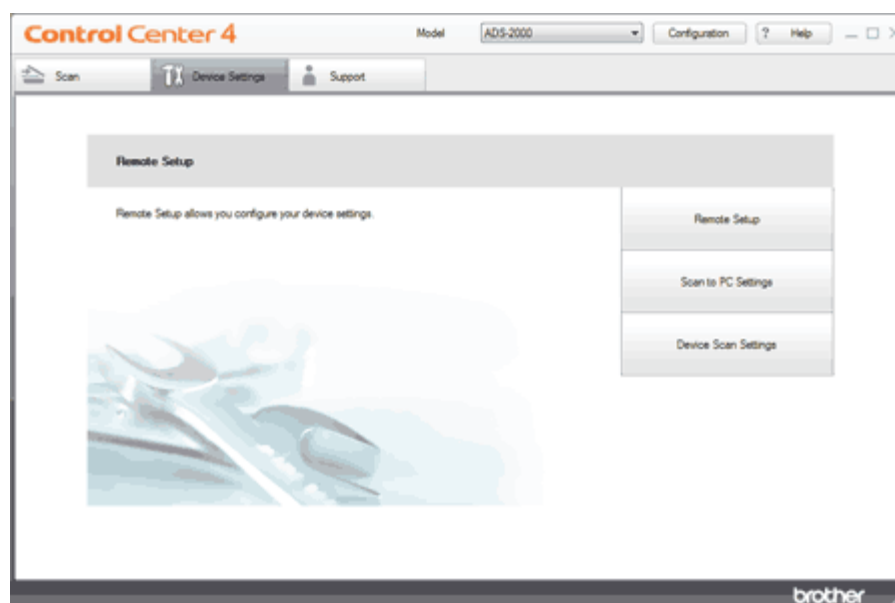 Control Center 4
Model
ADS-2000
Configuration
? Help
Scan
Device Settings
Support
Remote Setup
Remote Setup allows you configure your device settings.
Remote Setup
Scan to PC Settings
Device Scan Settings
brother